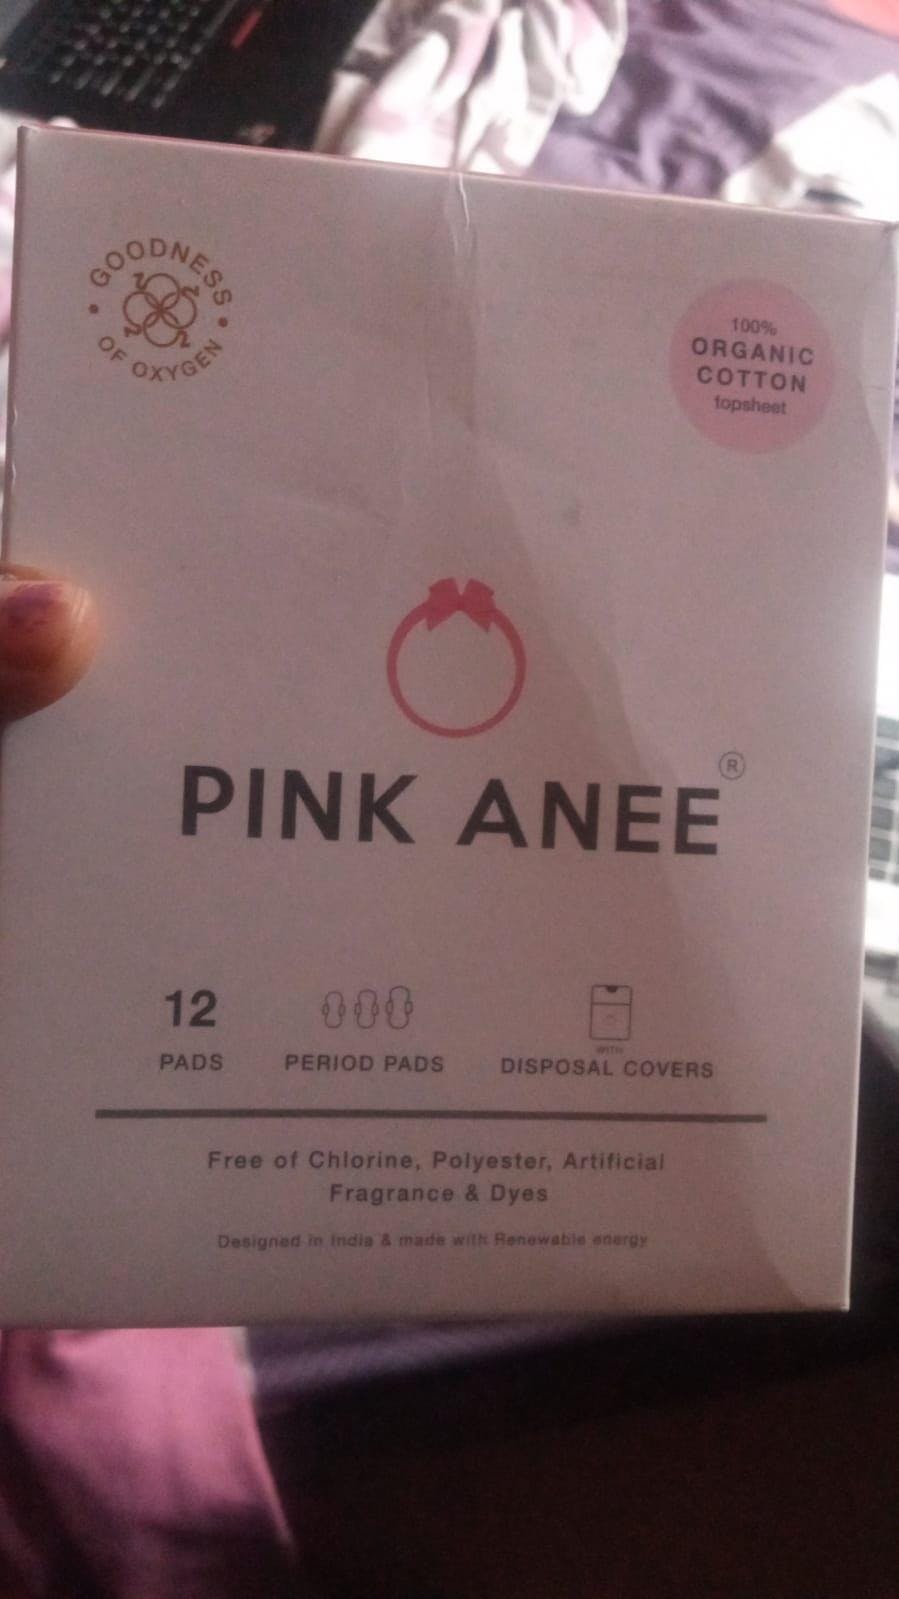 GOODNESS
OF OXYGEN
100%
ORGANIC
COTTON
topsheet
PINK ANEE®
12
PADS
PERIOD PADS
WITH
DISPOSAL COVERS
Free of Chlorine, Polyester, Artificial
Fragrance & Dyes
Designed in India & made with Renewable energy